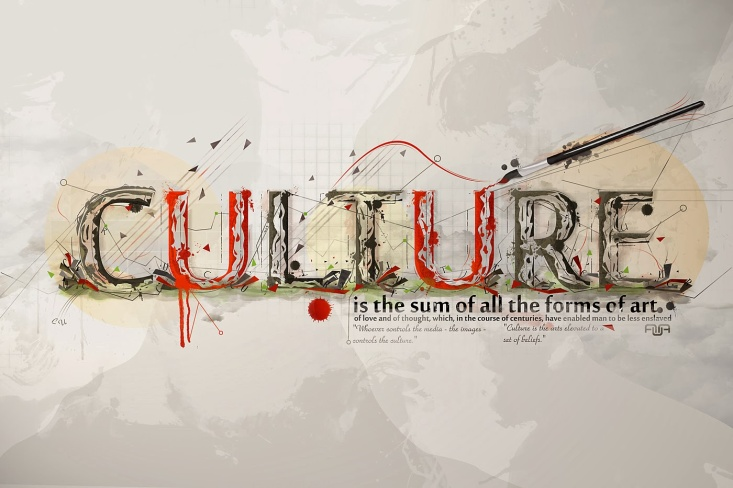 CULTURE
is the sum of all the forms of art,
of love and of thought, which, in the course of centuries, have enabled man to be less enslaved
"Whoever controls the media - the images -
controls the culture."
"Culture is the arts elevated to a
set of beliefs."